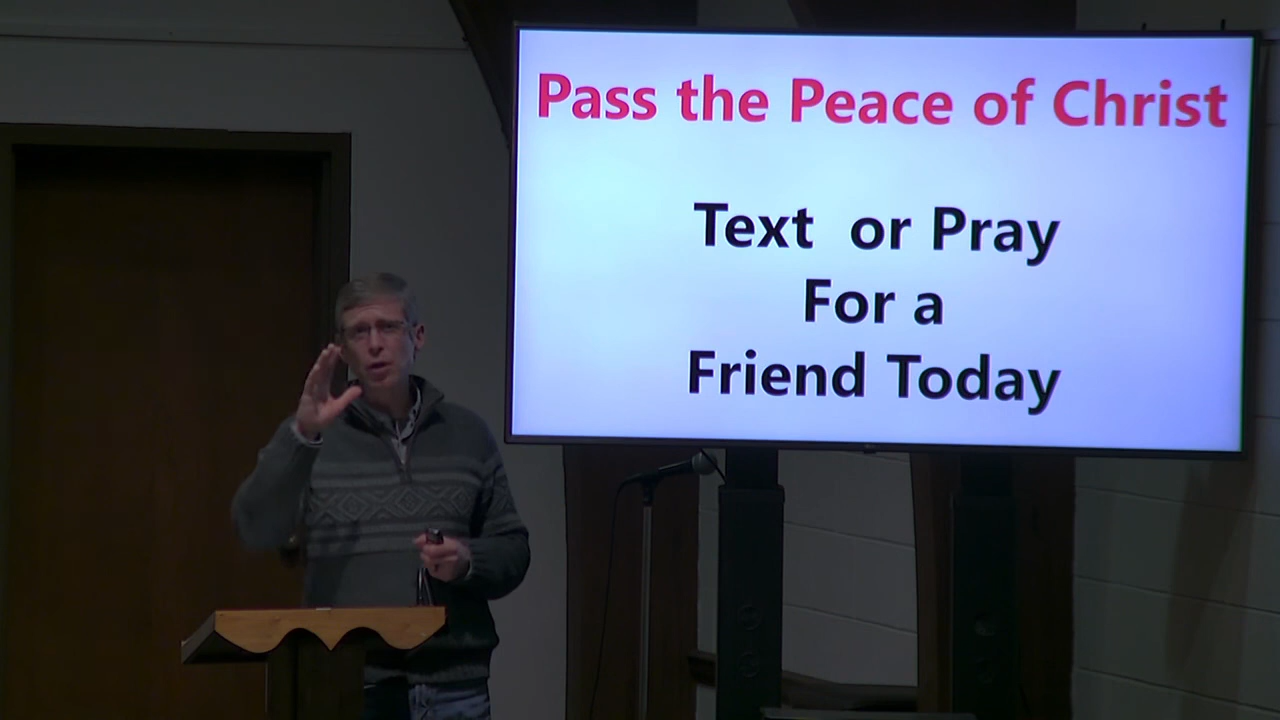 Pass the Peace of Christ
Text or Pray
For a
Friend Today